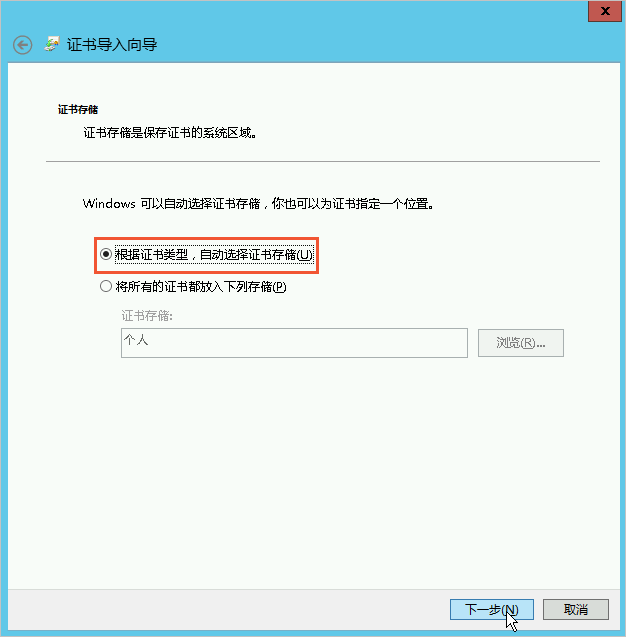 证书导入向导
证书存储
证书存储是保存证书的系统区域。
Windows 可以自动选择证书存储，你也可以为证书指定一个位置。
根据证书类型，自动选择证书存储(U)
将所有的证书都放入下列存储(P)
证书存储:
个人
浏览(R)...
下一步(N)
取消